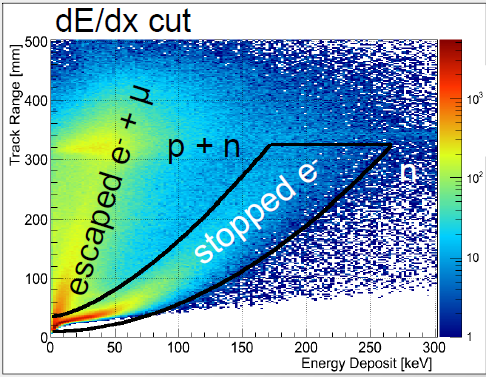 dE/dx cut
Track Range [mm]
500
400
300
200
100
0
escaped e⁻ + μ
p + n
stopped e⁻
n
0 50 100 150 200 250 300
Energy Deposit [keV]
10³
10²
10
1